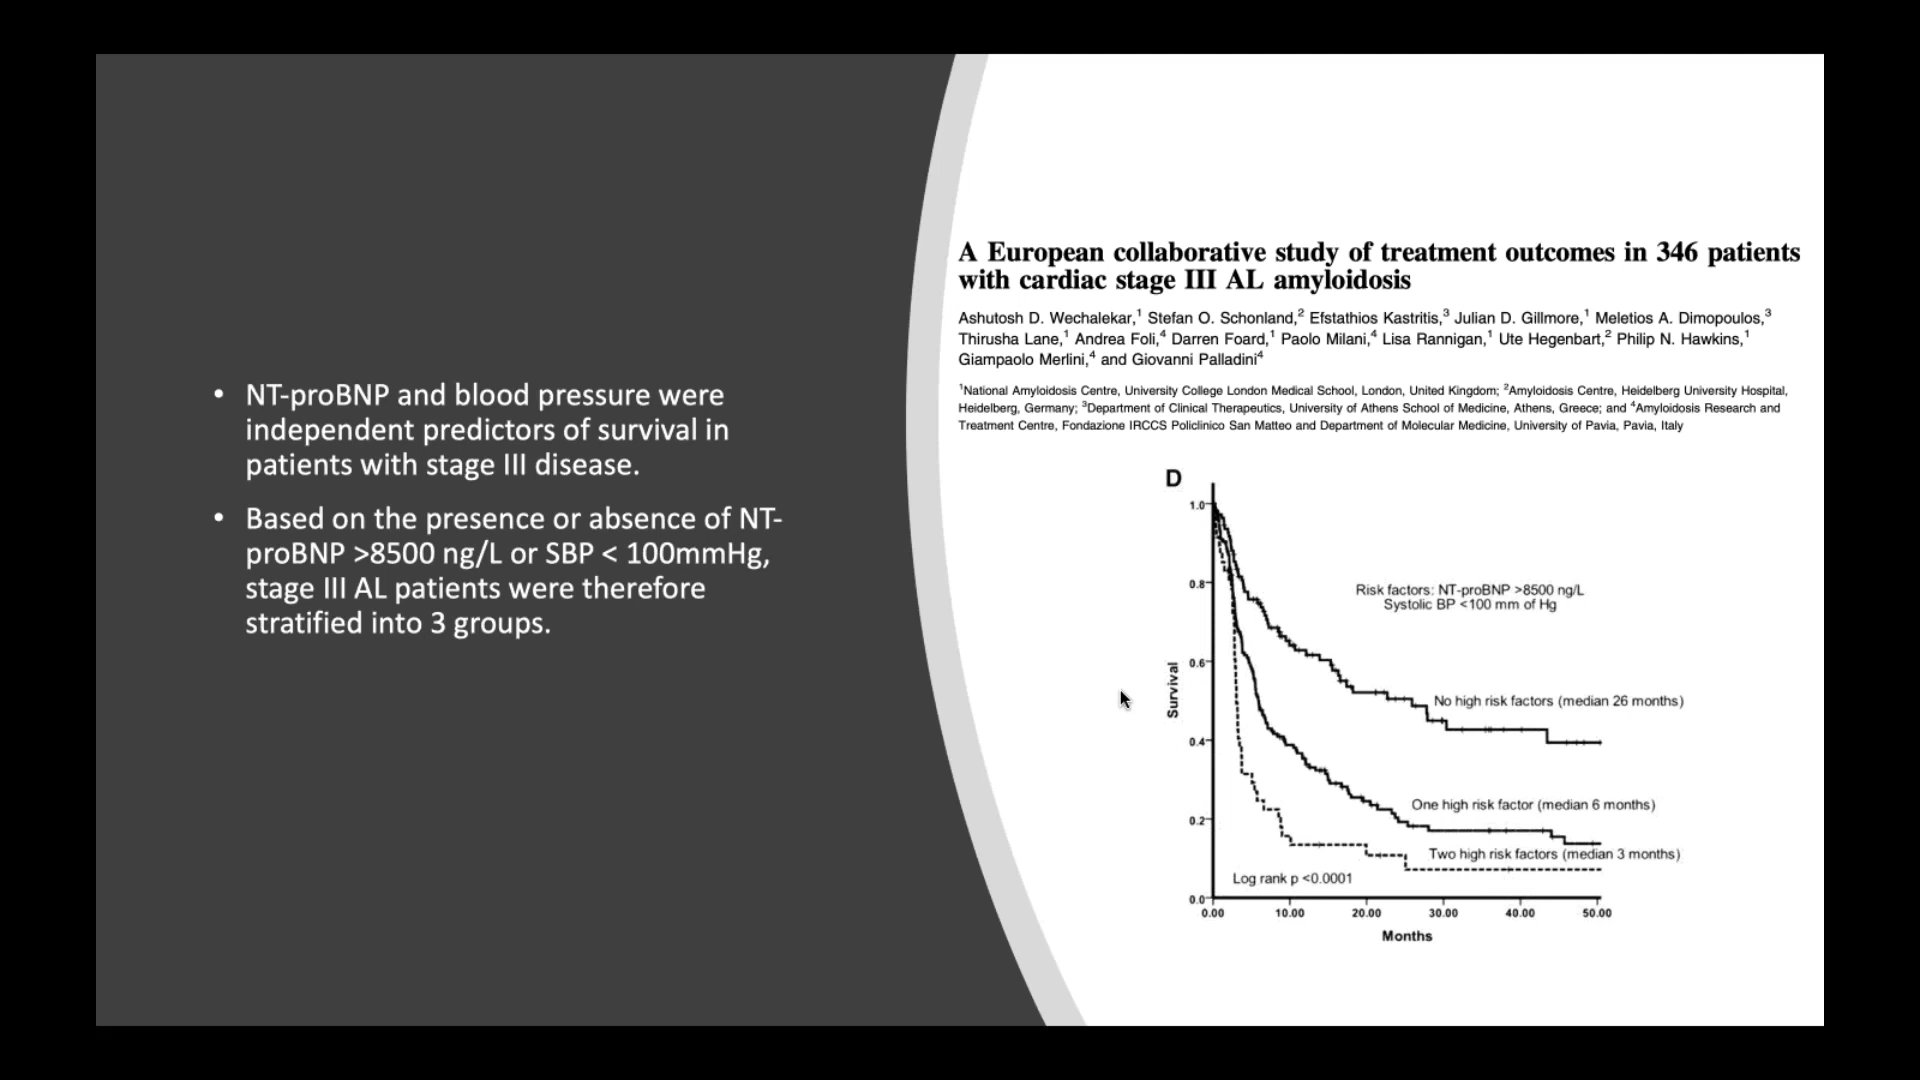 • NT-proBNP and blood pressure were
independent predictors of survival in
patients with stage III disease.
• Based on the presence or absence of NT-
proBNP >8500 ng/L or SBP < 100mmHg,
stage III AL patients were therefore
stratified into 3 groups.
A European collaborative study of treatment outcomes in 346 patients
with cardiac stage III AL amyloidosis
Ashutosh D. Wechalekar,¹ Stefan O. Schonland,² Efstathios Kastritis,³ Julian D. Gillmore,¹ Meletios A. Dimopoulos,³
Thirusha Lane,¹ Andrea Foli,⁴ Darren Foard,¹ Paolo Milani,⁴ Lisa Rannigan,¹ Ute Hegenbart,² Philip N. Hawkins,¹
Giampaolo Merlini,⁴ and Giovanni Palladini⁴
¹National Amyloidosis Centre, University College London Medical School, London, United Kingdom; ²Amyloidosis Centre, Heidelberg University Hospital,
Heidelberg, Germany; ³Department of Clinical Therapeutics, University of Athens School of Medicine, Athens, Greece; and ⁴Amyloidosis Research and
Treatment Centre, Fondazione IRCCS Policlinico San Matteo and Department of Molecular Medicine, University of Pavia, Pavia, Italy
D
1.0
0.8
0.6
0.4
0.2
0.0
Survival
Risk factors: NT-proBNP >8500 ng/L
Systolic BP <100 mm of Hg
No high risk factors (median 26 months)
One high risk factor (median 6 months)
Two high risk factors (median 3 months)
Log rank p <0.0001
0.00 10.00 20.00 30.00 40.00 50.00
Months